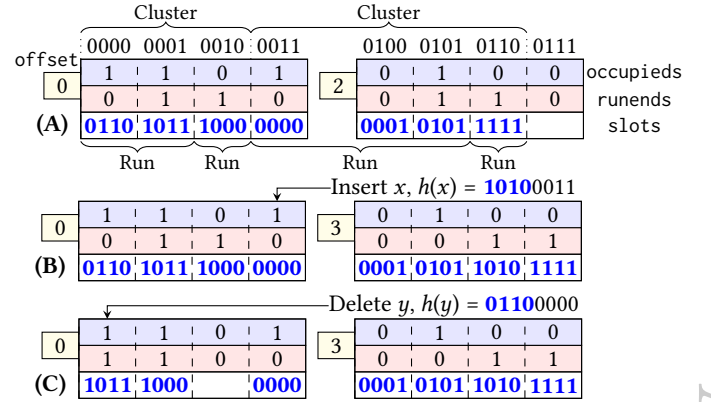 Cluster Cluster
0000 0001 0010 0011 0100 0101 0110 0111
offset
0 1 1 0 1 2 0 1 0 0 occupieds
0 1 1 0 0 1 1 0 runends
(A) 0110 1011 1000 0000 0001 0101 1111 slots
Run Run Run Run
Insert x, h(x) = 10100011
0 1 1 0 1 3 0 1 0 0
0 1 1 0 0 0 1 1
(B) 0110 1011 1000 0000 0001 0101 1010 1111
Delete y, h(y) = 01100000
0 1 1 0 1 3 0 1 0 0
1 1 0 0 0 0 1 1
(C) 1011 1000 0000 0001 0101 1010 1111